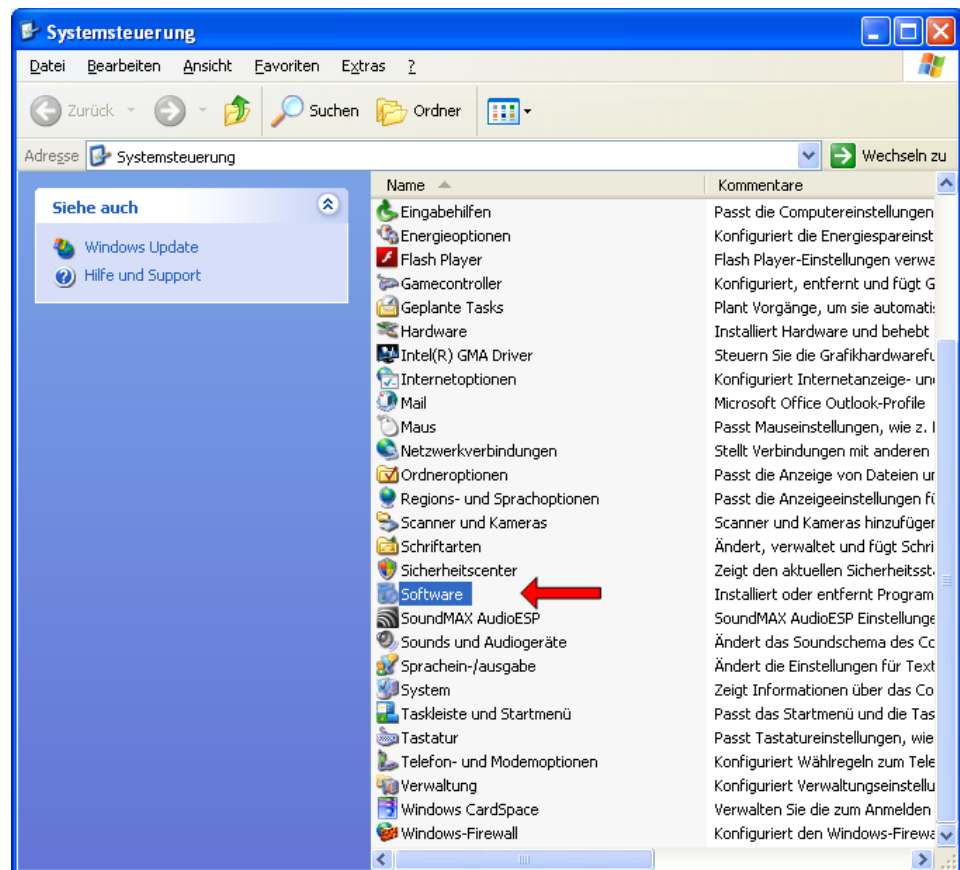 Systemsteuerung
Datei Bearbeiten Ansicht Favoriten Extras ?
Zurück Suchen Ordner
Adresse Systemsteuerung Wechseln zu
Name Kommentare
Siehe auch
Windows Update
Hilfe und Support
Eingabehilfen Passt die Computereinstellungen
Energieoptionen Konfiguriert die Energiespareinst
Flash Player Flash Player-Einstellungen verwa
Gamecontroller Konfiguriert, entfernt und fügt G
Geplante Tasks Plant Vorgänge, um sie automatis
Hardware Installiert Hardware und behebt
Intel(R) GMA Driver Steuern Sie die Grafikhardwarefu
Internetoptionen Konfiguriert Internetanzeige- und
Mail Microsoft Office Outlook-Profile
Maus Passt Mauseinstellungen, wie z.
Netzwerkverbindungen Stellt Verbindungen mit anderen
Ordneroptionen Passt die Anzeige von Dateien un
Regions- und Sprachoptionen Passt die Anzeigeeinstellungen fü
Scanner und Kameras Scanner und Kameras hinzufügen
Schriftarten Ändert, verwaltet und fügt Schri
Sicherheitscenter Zeigt den aktuellen Sicherheitssta
Software Installiert oder entfernt Program
SoundMAX AudioESP SoundMAX AudioESP Einstellunge
Sounds und Audiogeräte Ändert das Soundschema des Co
Sprachein-/ausgabe Ändert die Einstellungen für Text
System Zeigt Informationen über das Co
Taskleiste und Startmenü Passt das Startmenü und die Tas
Tastatur Passt Tastatureinstellungen, wie
Telefon- und Modemoptionen Konfiguriert Wählregeln zum Tele
Verwaltung Konfiguriert Verwaltungseinstellu
Windows CardSpace Verwalten Sie die zum Anmelden
Windows-Firewall Konfiguriert den Windows-Firewa